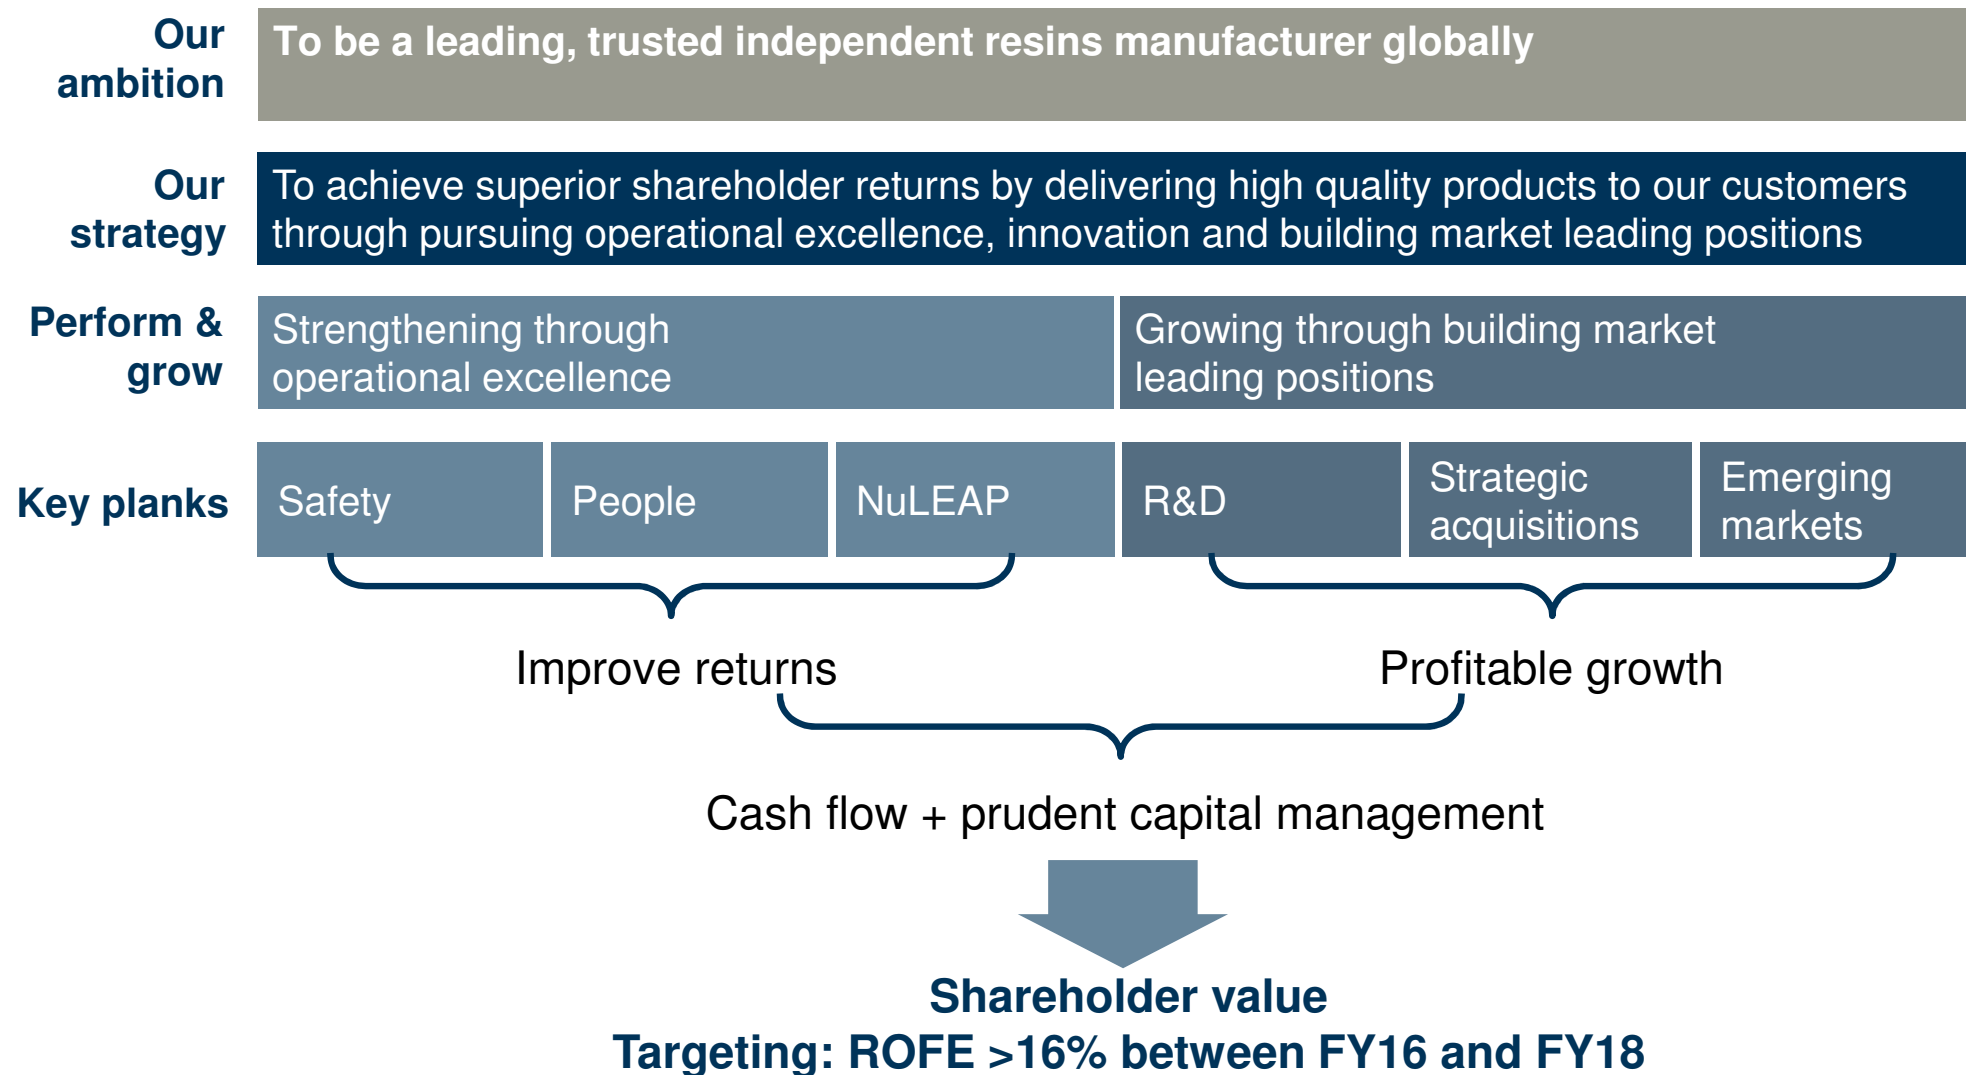 Our
ambition
To be a leading, trusted independent resins manufacturer globally
Our
strategy
To achieve superior shareholder returns by delivering high quality products to our customers
through pursuing operational excellence, innovation and building market leading positions
Perform &
grow
Strengthening through
operational excellence
Growing through building market
leading positions
Key planks
Safety
People
NuLEAP
R&D
Strategic
acquisitions
Emerging
markets
Improve returns
Profitable growth
Cash flow + prudent capital management
Shareholder value
Targeting: ROFE >16% between FY16 and FY18